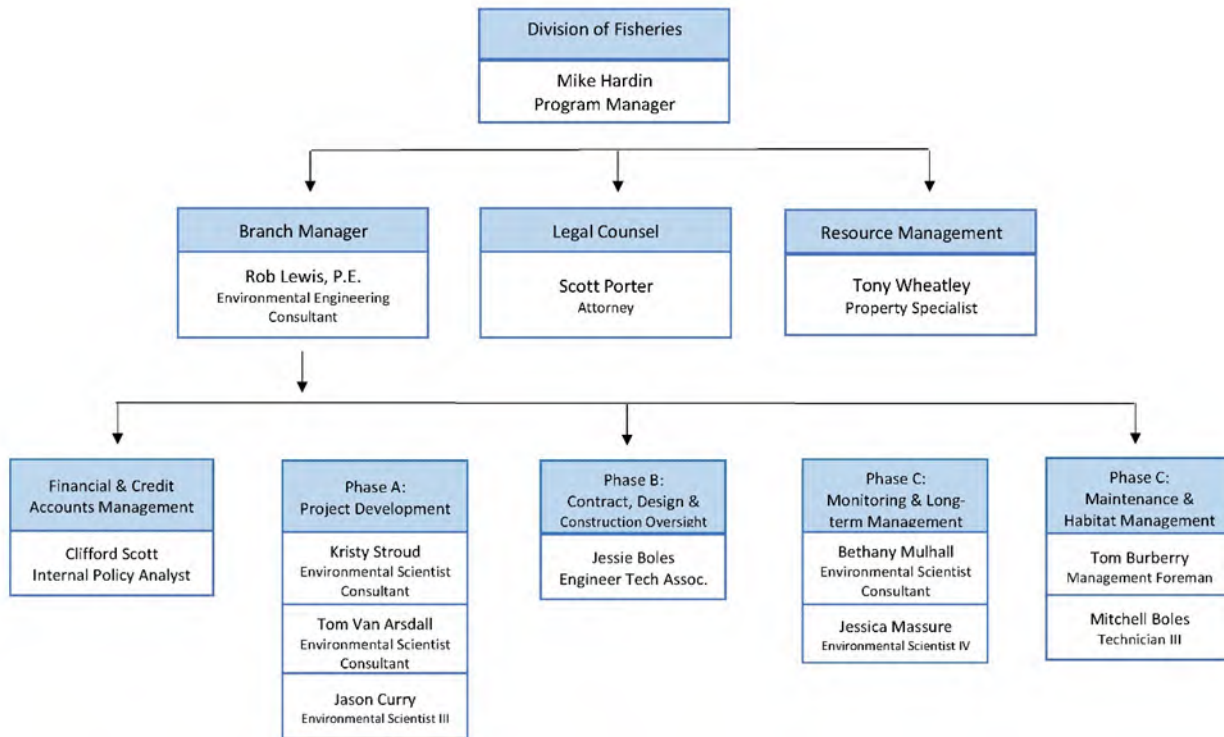 Division of Fisheries
Mike Hardin
Program Manager
Branch Manager
Rob Lewis, P.E.
Environmental Engineering
Consultant
Legal Counsel
Scott Porter
Attorney
Resource Management
Tony Wheatley
Property Specialist
Financial & Credit
Accounts Management
Clifford Scott
Internal Policy Analyst
Phase A:
Project Development
Kristy Stroud
Environmental Scientist
Consultant
Tom Van Arsdall
Environmental Scientist
Consultant
Jason Curry
Environmental Scientist III
Phase B:
Contract, Design &
Construction Oversight
Jessie Boles
Engineer Tech Assoc.
Phase C:
Monitoring & Long-
term Management
Bethany Mulhall
Environmental Scientist
Consultant
Jessica Massure
Environmental Scientist IV
Phase C:
Maintenance &
Habitat Management
Tom Burberry
Management Foreman
Mitchell Boles
Technician III